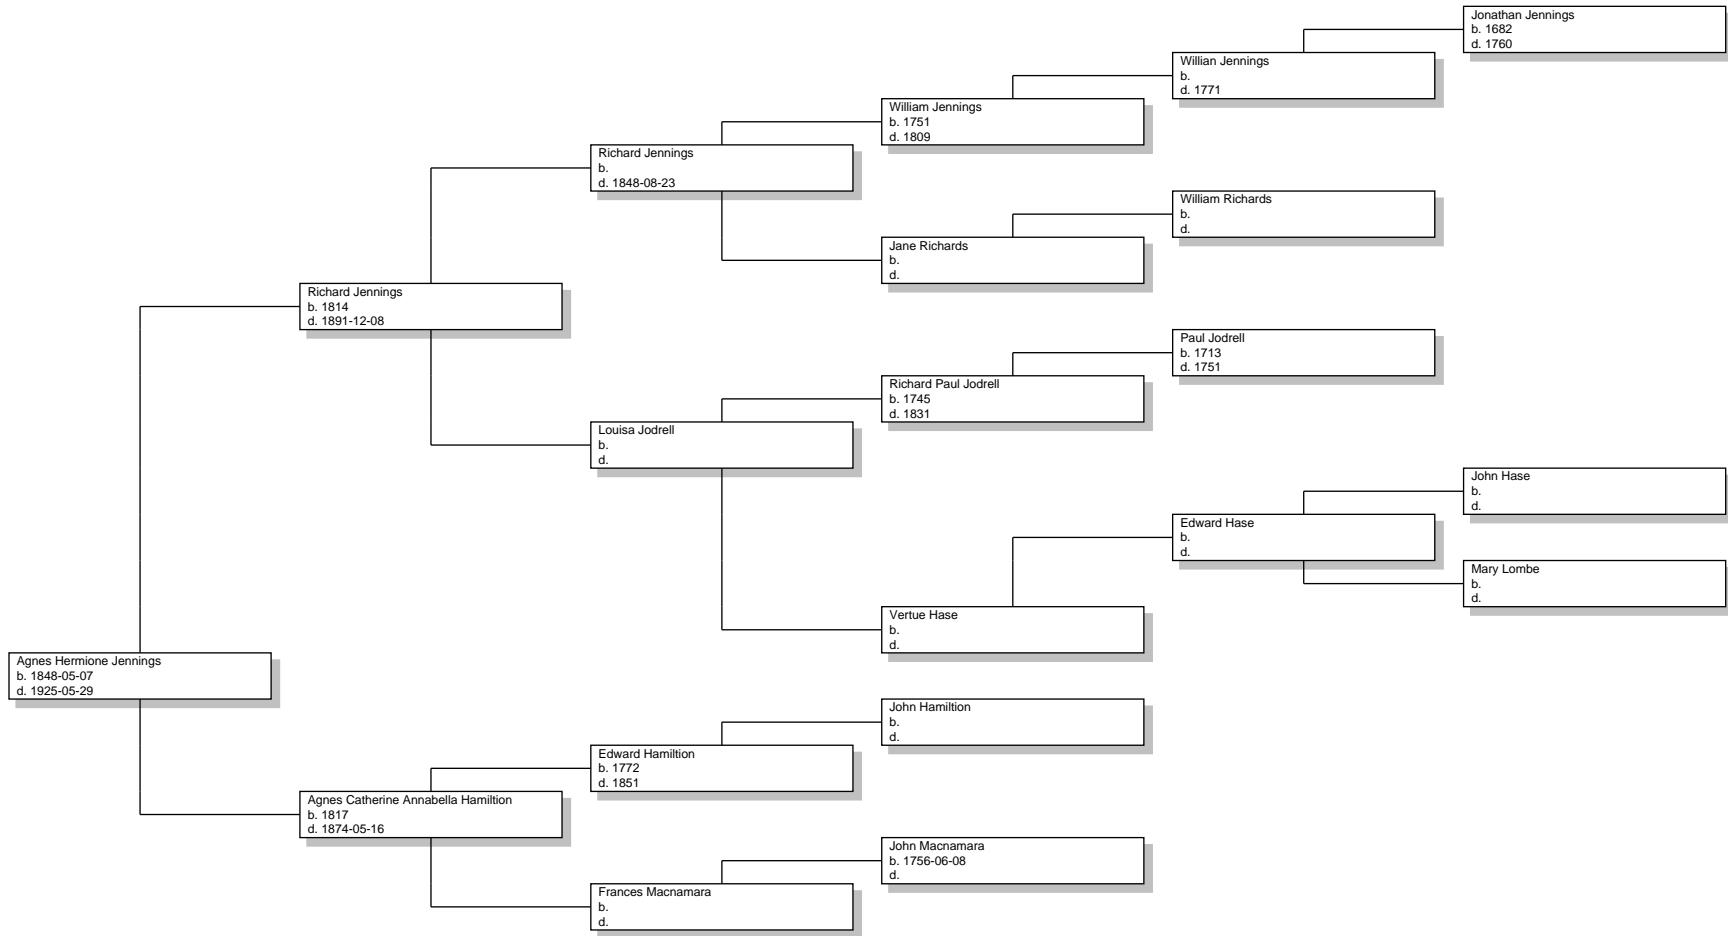 Jonathan Jennings
b. 1682
d. 1760
Willian Jennings
b.
d. 1771
William Jennings
b. 1751
d. 1809
Richard Jennings
b.
d. 1848-08-23
William Richards
b.
d.
Jane Richards
b.
d.
Richard Jennings
b. 1814
d. 1891-12-08
Paul Jodrell
b. 1713
d. 1751
Richard Paul Jodrell
b. 1745
d. 1831
Louisa Jodrell
b.
d.
John Hase
b.
d.
Edward Hase
b.
d.
Mary Lombe
b.
d.
Vertue Hase
b.
d.
Agnes Hermione Jennings
b. 1848-05-07
d. 1925-05-29
John Hamiltion
b.
d.
Edward Hamiltion
b. 1772
d. 1851
Agnes Catherine Annabella Hamiltion
b. 1817
d. 1874-05-16
John Macnamara
b. 1756-06-08
d.
Frances Macnamara
b.
d.